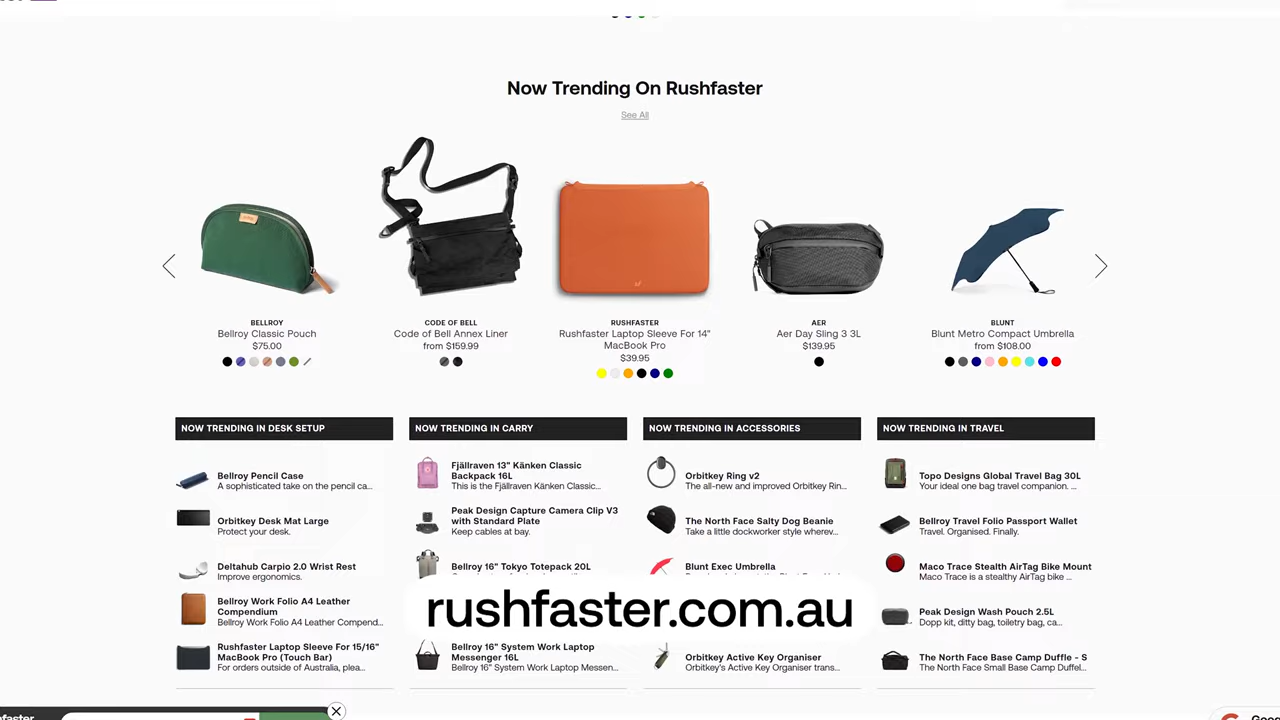 Now Trending On Rushfaster
See All
BELLROY
Bellroy Classic Pouch
$75.00
CODE OF BELL
Code of Bell Annex Liner
from $159.99
RUSHFASTER
Rushfaster Laptop Sleeve For 14"
MacBook Pro
$39.95
AER
Aer Day Sling 3 3L
$139.95
BLUNT
Blunt Metro Compact Umbrella
from $108.00
NOW TRENDING IN DESK SETUP
Bellroy Pencil Case
A sophisticated take on the pencil ca...
Orbitkey Desk Mat Large
Protect your desk.
Deltahub Carpio 2.0 Wrist Rest
Improve ergonomics.
Bellroy Work Folio A4 Leather
Compendium
Bellroy Work Folio A4 Leather Compend...
Rushfaster Laptop Sleeve For 15/16"
MacBook Pro (Touch Bar)
For orders outside of Australia, plea...
NOW TRENDING IN CARRY
Fjällraven 13" Kånken Classic
Backpack 16L
This is the Fjällraven Kånken Classic...
Peak Design Capture Camera Clip V3
with Standard Plate
Keep cables at bay.
Bellroy 16" Tokyo Totepack 20L
Bellroy 16" System Work Laptop
Messenger 16L
Bellroy 16" System Work Laptop Messen...
NOW TRENDING IN ACCESSORIES
Orbitkey Ring v2
The all-new and improved Orbitkey Rin...
The North Face Salty Dog Beanie
Take a little dockworker style wherev...
Blunt Exec Umbrella
Orbitkey Active Key Organiser
Orbitkey's Active Key Organiser trans...
NOW TRENDING IN TRAVEL
Topo Designs Global Travel Bag 30L
Your ideal one bag travel companion. ...
Bellroy Travel Folio Passport Wallet
Travel. Organised. Finally.
Maco Trace Stealth AirTag Bike Mount
Maco Trace is a stealthy AirTag bike ...
Peak Design Wash Pouch 2.5L
Dopp kit, ditty bag, toiletry bag, ca...
The North Face Base Camp Duffle - S
The North Face Small Base Camp Duffel...
rushfaster.com.au